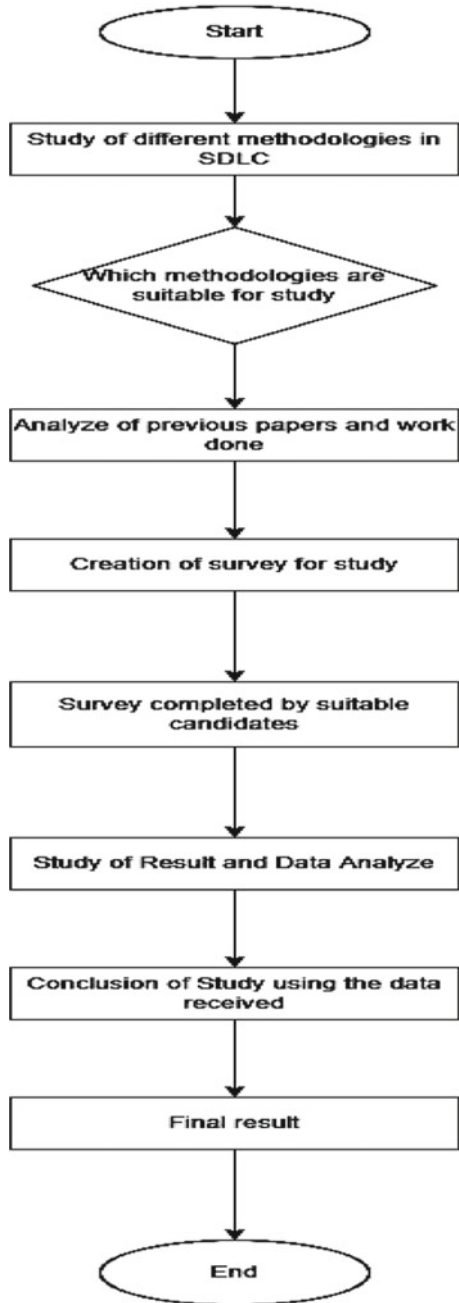 Start
Study of different methodologies in
SDLC
Which methodologies are
suitable for study
Analyze of previous papers and work
done
Creation of survey for study
Survey completed by suitable
candidates
Study of Result and Data Analyze
Conclusion of Study using the data
received
Final result
End